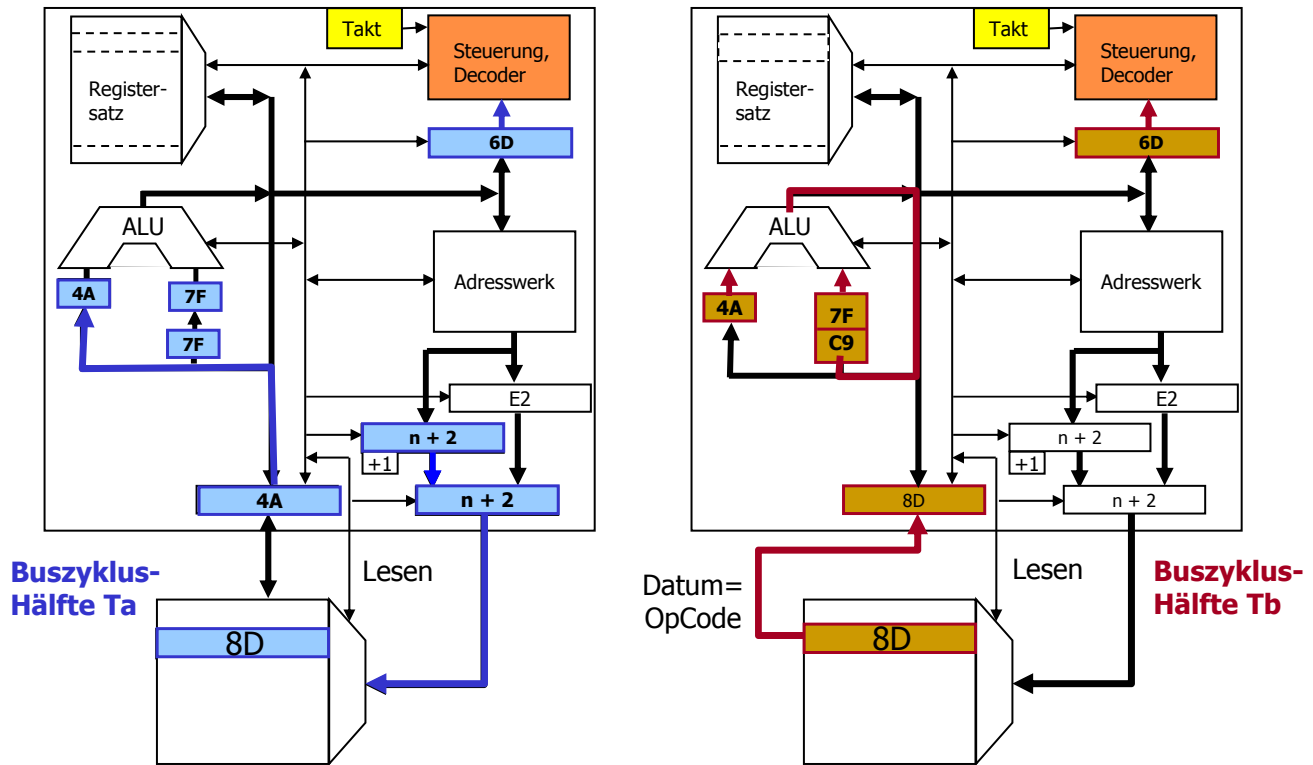 Takt
Steuerung,
Decoder
Register-
satz
6D
ALU
4A
7F
7F
Adresswerk
E2
n + 2
+1
4A
n + 2
Buszyklus-
Hälfte Ta
Lesen
8D
Takt
Steuerung,
Decoder
Register-
satz
6D
ALU
4A
7F
C9
Adresswerk
E2
n + 2
+1
8D
n + 2
Datum=
OpCode
Lesen
Buszyklus-
Hälfte Tb
8D